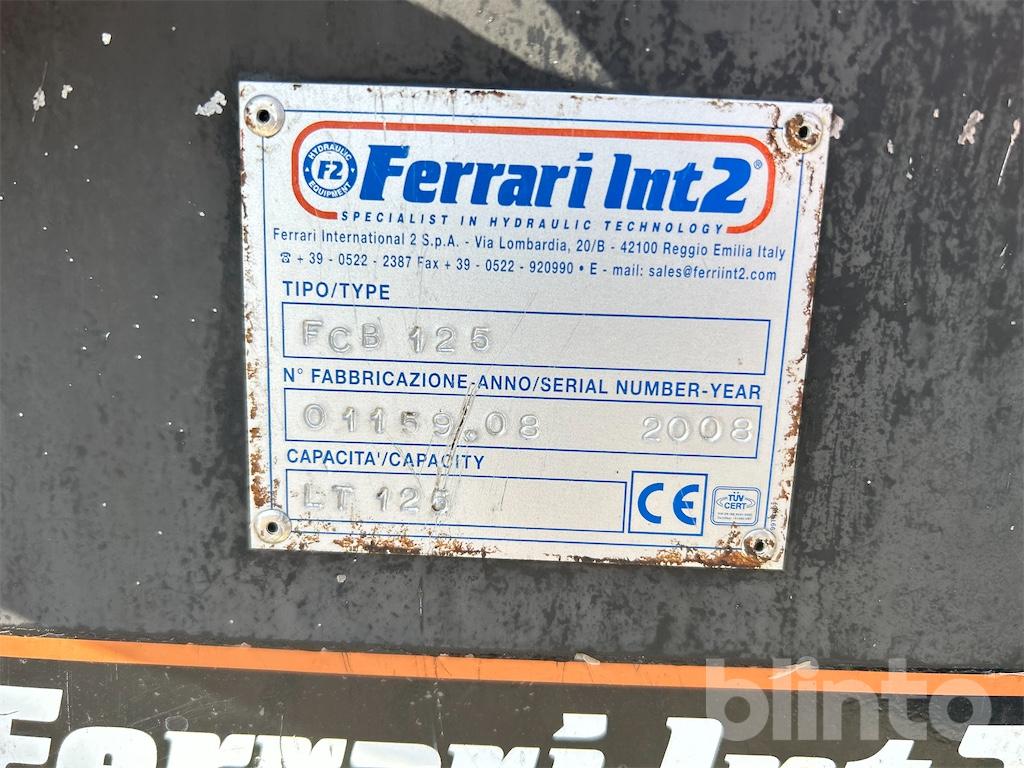 HYDRAULIC
F2
EQUIPMENT
Ferrari Int2®
SPECIALIST IN HYDRAULIC TECHNOLOGY
Ferrari International 2 S.p.A. - Via Lombardia, 20/B - 42100 Reggio Emilia Italy
☎ + 39 - 0522 - 2387 Fax + 39 - 0522 - 920990 • E - mail: sales@ferriint2.com
TIPO/TYPE
FCB 125
N° FABBRICAZIONE-ANNO/SERIAL NUMBER-YEAR
01159.08 2008
CAPACITA'/CAPACITY
LT 125
CE
TÜV
CERT
blinto
Ferrari Int2